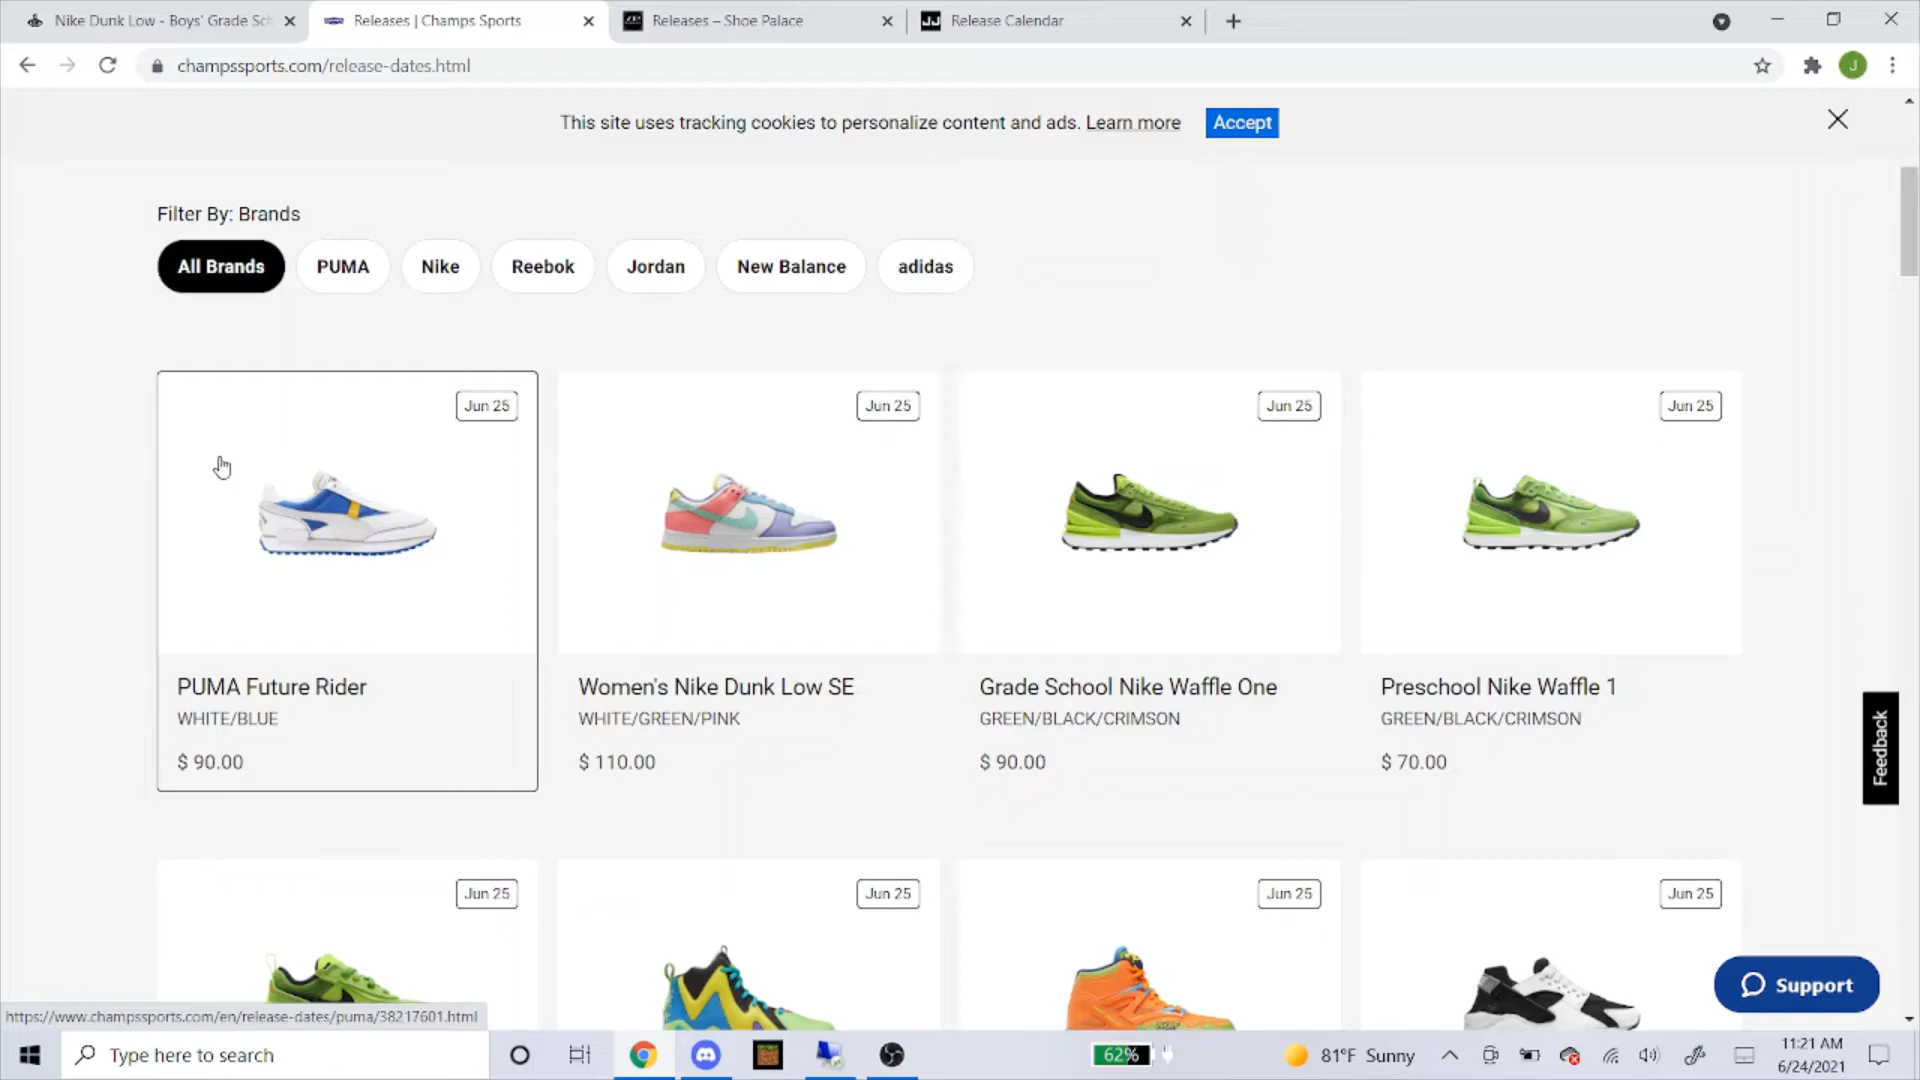 Nike Dunk Low - Boys' Grade Sch
Releases | Champs Sports
Releases – Shoe Palace
Release Calendar
champssports.com/release-dates.html
J
This site uses tracking cookies to personalize content and ads. Learn more
Accept
Filter By: Brands
All Brands
PUMA
Nike
Reebok
Jordan
New Balance
adidas
Jun 25
Jun 25
Jun 25
Jun 25
PUMA Future Rider
WHITE/BLUE
$ 90.00
Women's Nike Dunk Low SE
WHITE/GREEN/PINK
$ 110.00
Grade School Nike Waffle One
GREEN/BLACK/CRIMSON
$ 90.00
Preschool Nike Waffle 1
GREEN/BLACK/CRIMSON
$ 70.00
Feedback
Jun 25
Jun 25
Jun 25
Jun 25
Support
https://www.champssports.com/en/release-dates/puma/38217601.html
Type here to search
62%
81°F Sunny
11:21 AM
6/24/2021